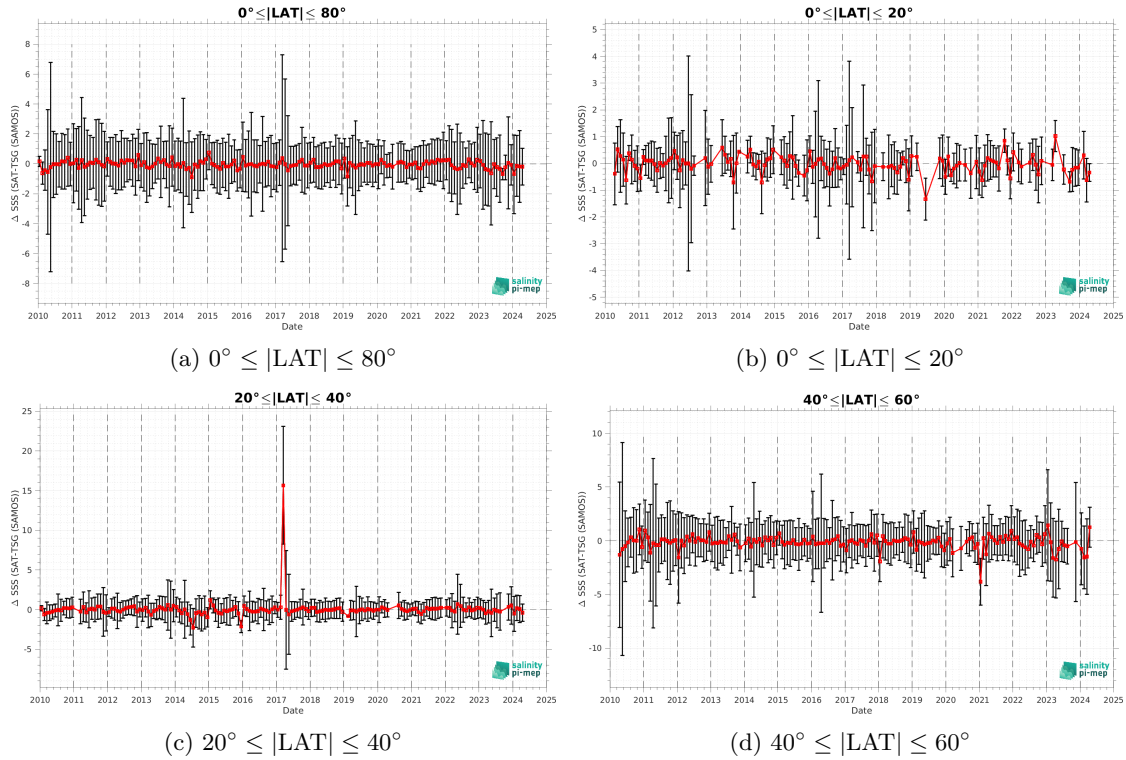 0°≤|LAT|≤ 80°
Δ SSS (SAT-TSG (SAMOS))
8
6
4
2
0
-2
-4
-6
-8
2010 2011 2012 2013 2014 2015 2016 2017 2018 2019 2020 2021 2022 2023 2024 2025
Date
salinity
pi-mep
(a) 0° ≤ |LAT| ≤ 80°
0°≤|LAT|≤ 20°
Δ SSS (SAT-TSG (SAMOS))
5
4
3
2
1
0
-1
-2
-3
-4
-5
2010 2011 2012 2013 2014 2015 2016 2017 2018 2019 2020 2021 2022 2023 2024 2025
Date
salinity
pi-mep
(b) 0° ≤ |LAT| ≤ 20°
20°≤|LAT|≤ 40°
Δ SSS (SAT-TSG (SAMOS))
25
20
15
10
5
0
-5
2010 2011 2012 2013 2014 2015 2016 2017 2018 2019 2020 2021 2022 2023 2024 2025
Date
salinity
pi-mep
(c) 20° ≤ |LAT| ≤ 40°
40°≤|LAT|≤ 60°
Δ SSS (SAT-TSG (SAMOS))
10
5
0
-5
-10
2010 2011 2012 2013 2014 2015 2016 2017 2018 2019 2020 2021 2022 2023 2024 2025
Date
salinity
pi-mep
(d) 40° ≤ |LAT| ≤ 60°